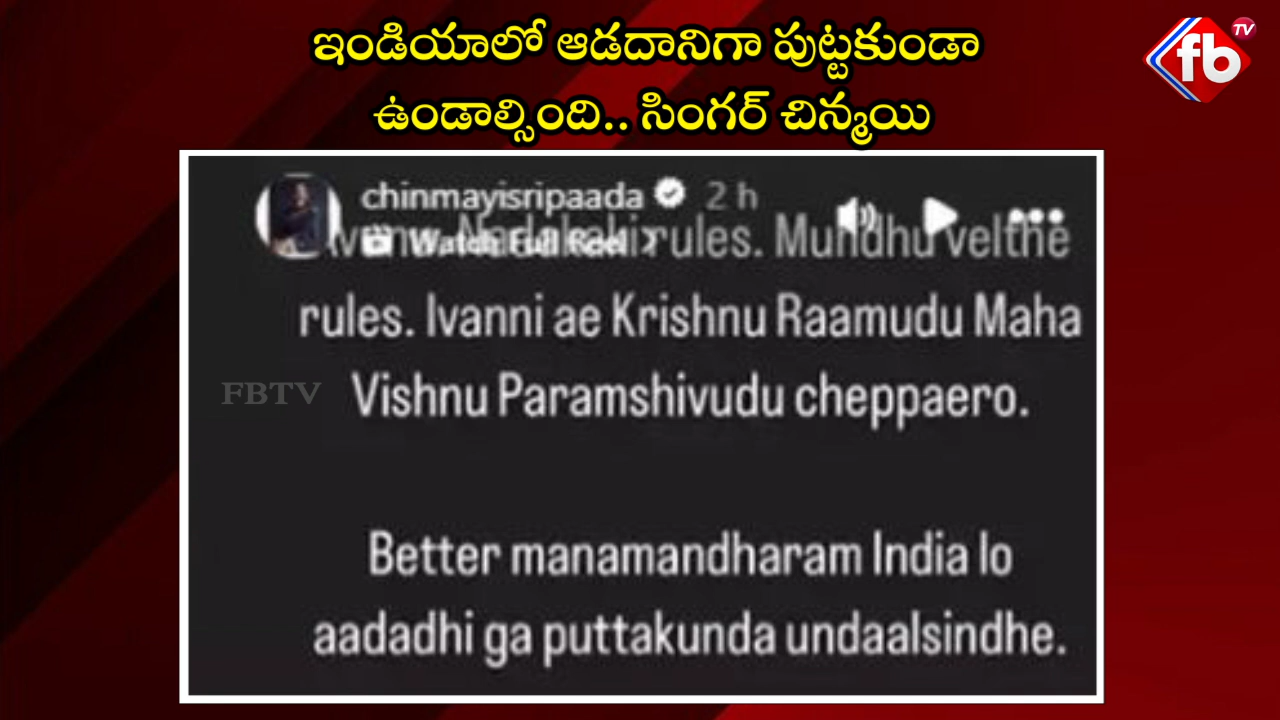 ఇండియాలో ఆడదానిగా పుట్టకుండా
ఉండాల్సింది.. సింగర్ చిన్మయి
fb TV
chinmayisripaada 2 h
Watch Full Reel
rules. Mundhu velthe
rules. Ivanni ae Krishnu Raamudu Maha
Vishnu Paramshivudu cheppaero.
FBTV
Better manamandharam India lo
aadadhi ga puttakunda undaalsindhe.